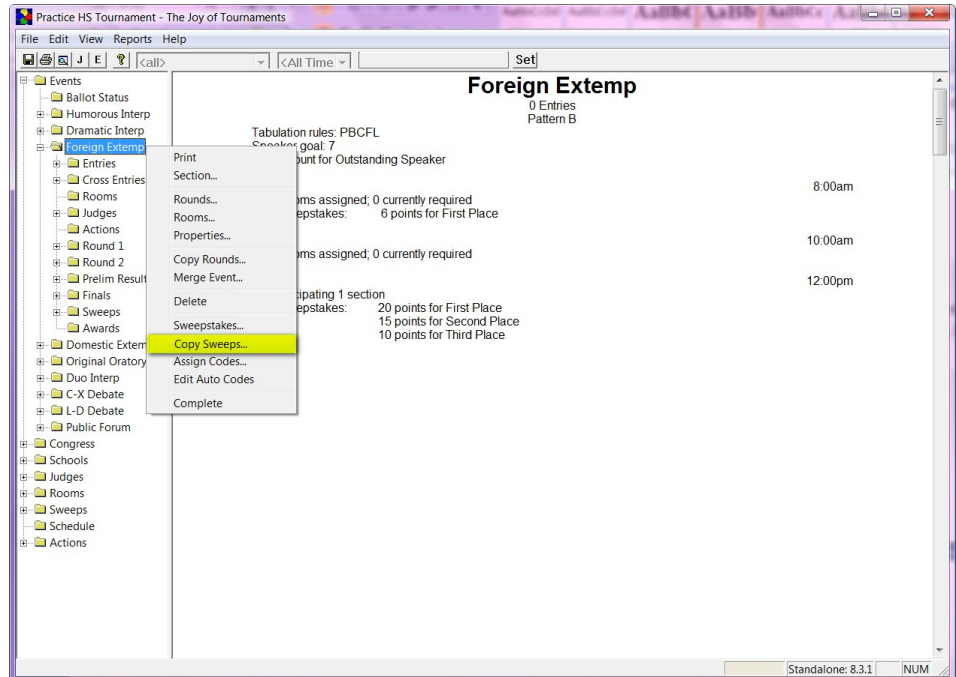 Practice HS Tournament - The Joy of Tournaments
File Edit View Reports Help
J E ? <all> <All Time Set
Events
Ballot Status
Humorous Interp
Dramatic Interp
Foreign Extemp
Entries
Cross Entries
Rooms
Judges
Actions
Round 1
Round 2
Prelim Result
Finals
Sweeps
Awards
Domestic Extem
Original Oratory
Duo Interp
C-X Debate
L-D Debate
Public Forum
Congress
Schools
Judges
Rooms
Sweeps
Schedule
Actions
Print
Section...
Rounds...
Rooms...
Properties...
Copy Rounds...
Merge Event...
Delete
Sweepstakes...
Copy Sweeps...
Assign Codes...
Edit Auto Codes
Complete
Foreign Extemp
0 Entries
Pattern B
Tabulation rules: PBCFL
Speaker goal: 7
ount for Outstanding Speaker
8:00am
oms assigned; 0 currently required
epstakes: 6 points for First Place
10:00am
oms assigned; 0 currently required
12:00pm
cipating 1 section
epstakes: 20 points for First Place
15 points for Second Place
10 points for Third Place
Standalone: 8.3.1 NUM